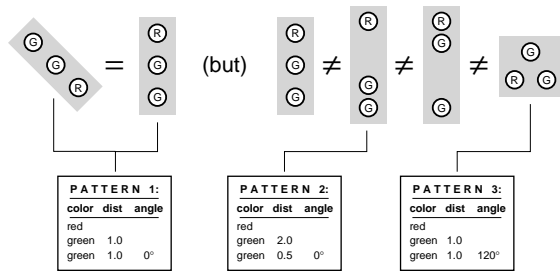 G
G
R
=
R
G
G
(but)
R
G
G
≠
R
G
G
≠
R
G
G
≠
G
R G
PATTERN 1:
color dist angle
red
green 1.0
green 1.0 0°
PATTERN 2:
color dist angle
red
green 2.0
green 0.5 0°
PATTERN 3:
color dist angle
red
green 1.0
green 1.0 120°